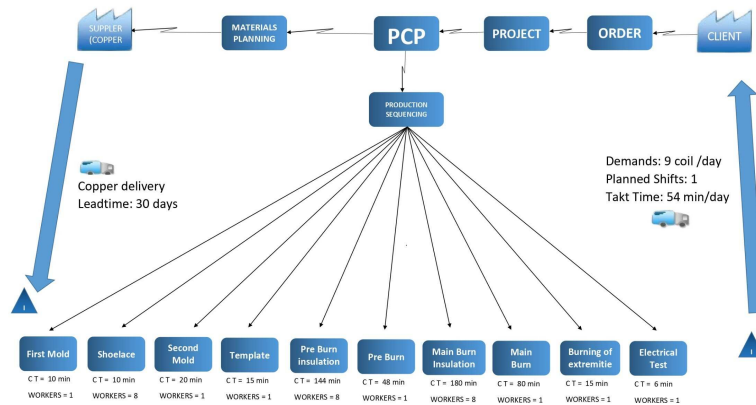 SUPPLER
(COPPER
MATERIALS
PLANNING
PCP
PROJECT
ORDER
CLIENT
PRODUCTION
SEQUENCING
Copper delivery
Leadtime: 30 days
Demands: 9 coil /day
Planned Shifts: 1
Takt Time: 54 min/day
I
I
First Mold
Shoelace
Second
Mold
Template
Pre Burn
insulation
Pre Burn
Main Burn
Insulation
Main
Burn
Burning of
extremitie
Electrical
Test
C T = 10 min
C T = 10 min
C T = 20 min
C T = 15 min
C T = 144 min
C T = 48 min
C T = 180 min
C T = 80 min
C T = 15 min
C T = 6 min
WORKERS = 1
WORKERS = 8
WORKERS = 1
WORKERS = 1
WORKERS = 8
WORKERS = 1
WORKERS = 8
WORKERS = 1
WORKERS = 1
WORKERS = 1